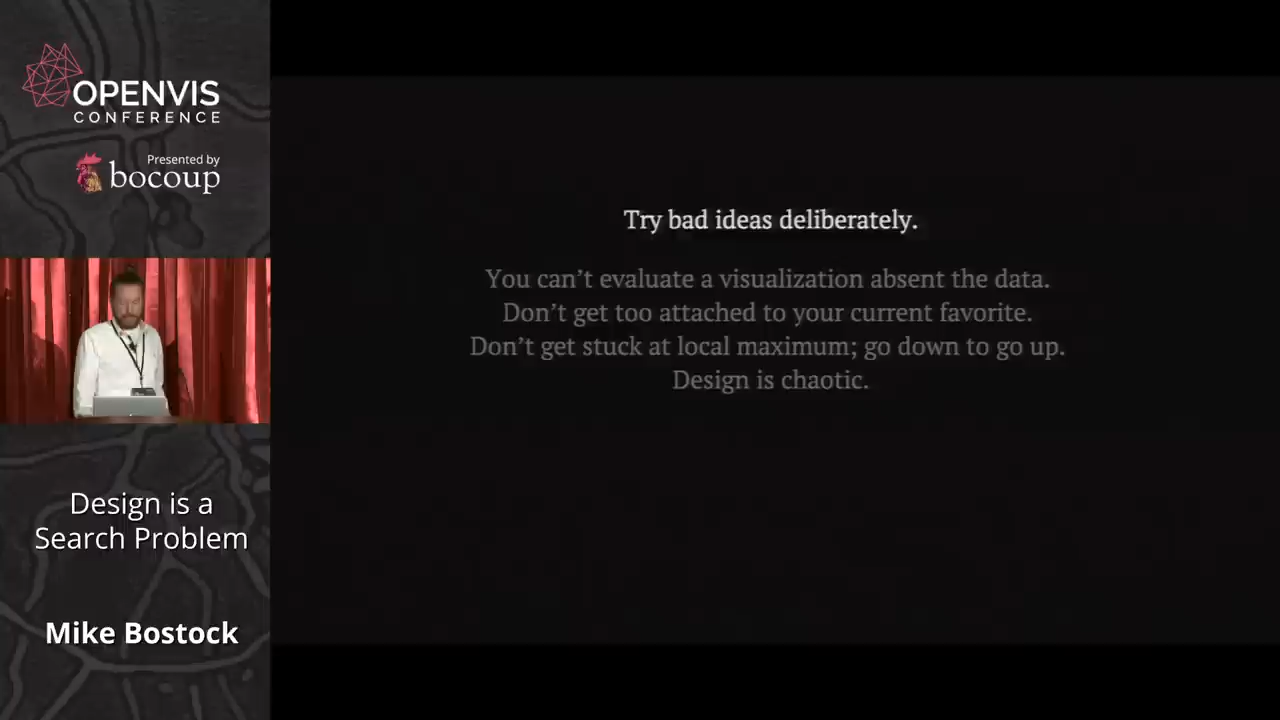 OPENVIS
CONFERENCE
Presented by
bocoup
Design is a
Search Problem
Mike Bostock
Try bad ideas deliberately.
You can’t evaluate a visualization absent the data.
Don’t get too attached to your current favorite.
Don’t get stuck at local maximum; go down to go up.
Design is chaotic.